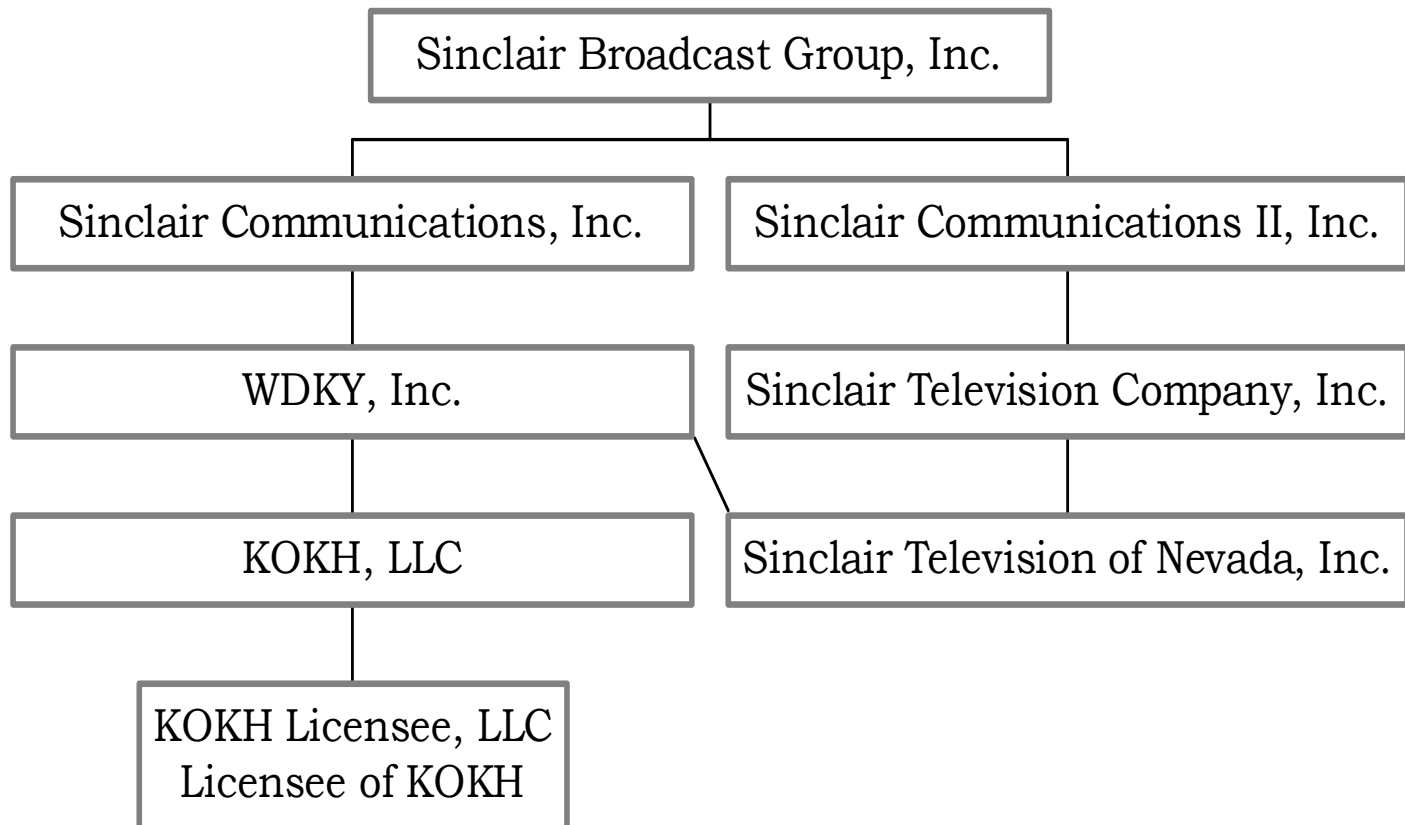 Sinclair Broadcast Group, Inc.
Sinclair Communications, Inc.
Sinclair Communications II, Inc.
WDKY, Inc.
Sinclair Television Company, Inc.
KOKH, LLC
Sinclair Television of Nevada, Inc.
KOKH Licensee, LLC
Licensee of KOKH